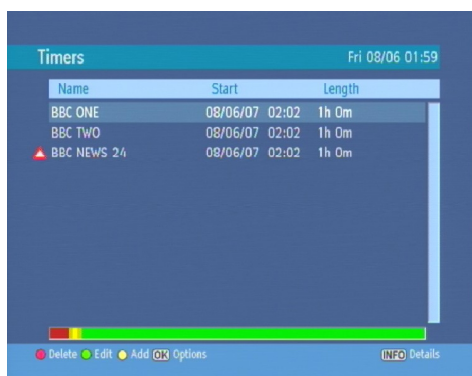 Timers Fri 08/06 01:59
Name Start Length
BBC ONE 08/06/07 02:02 1h 0m
BBC TWO 08/06/07 02:02 1h 0m
BBC NEWS 24 08/06/07 02:02 1h 0m
Delete Edit Add OK Options INFO Details